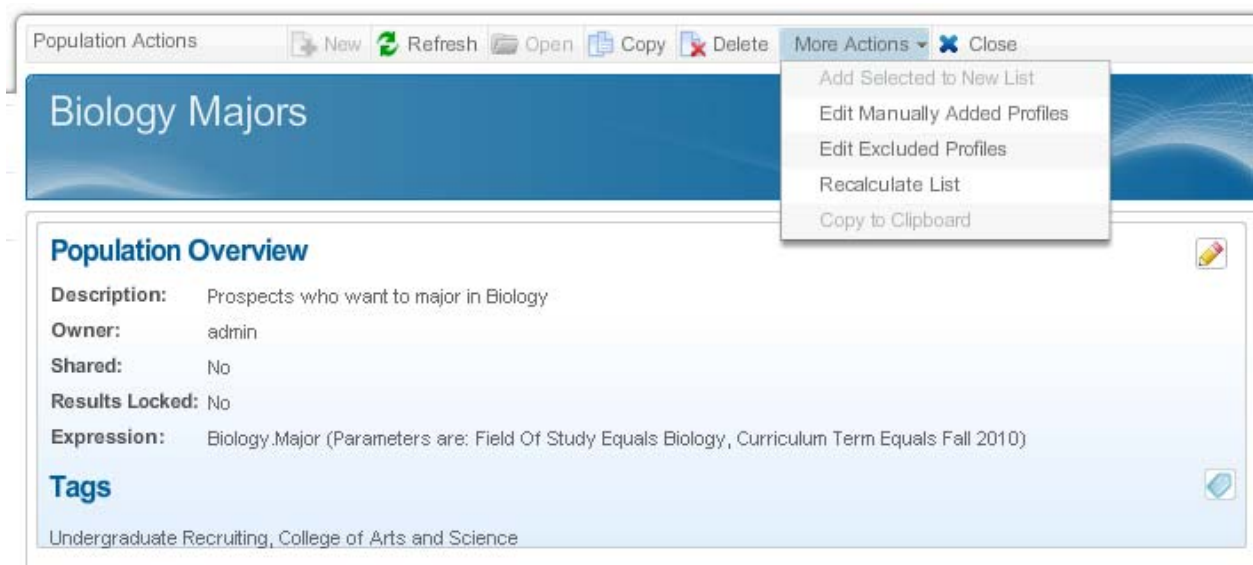 Population Actions New Refresh Open Copy Delete More Actions Close
Add Selected to New List
Edit Manually Added Profiles
Edit Excluded Profiles
Recalculate List
Copy to Clipboard
Biology Majors
Population Overview
Description: Prospects who want to major in Biology
Owner: admin
Shared: No
Results Locked: No
Expression: Biology.Major (Parameters are: Field Of Study Equals Biology, Curriculum Term Equals Fall 2010)
Tags
Undergraduate Recruiting, College of Arts and Science